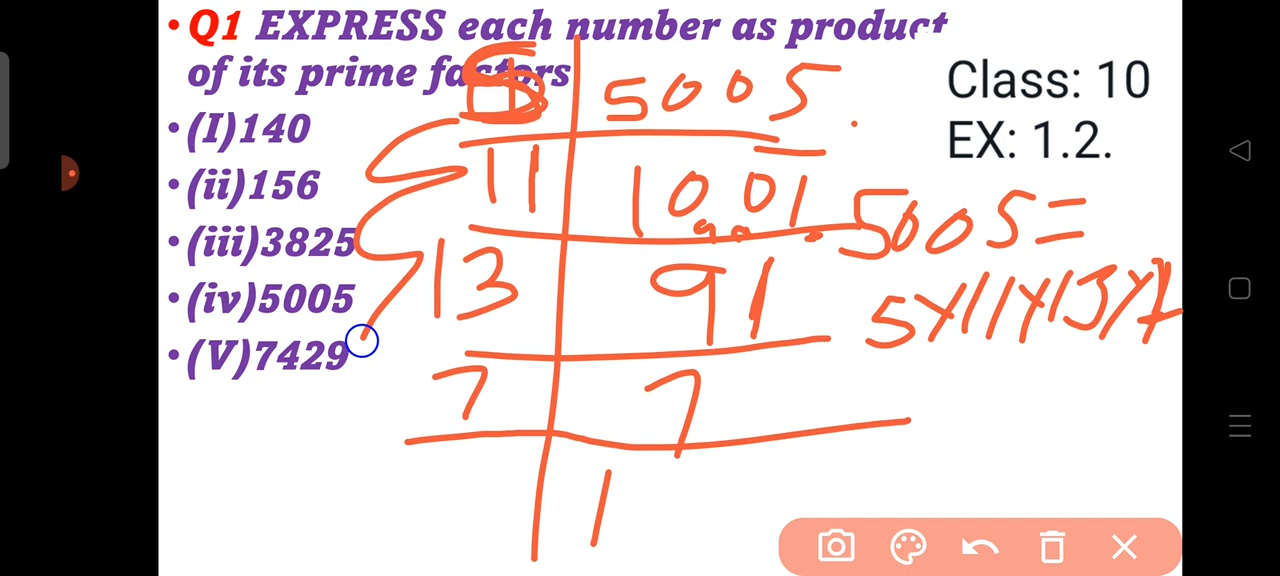 • Q1 EXPRESS each number as product
of its prime factors
• (I)140
• (ii)156
• (iii)3825
• (iv)5005
• (V)7429
Class: 10
EX: 1.2.
5 5005
11 1001
13 91
7 7
1
5005=
5×11×13×7